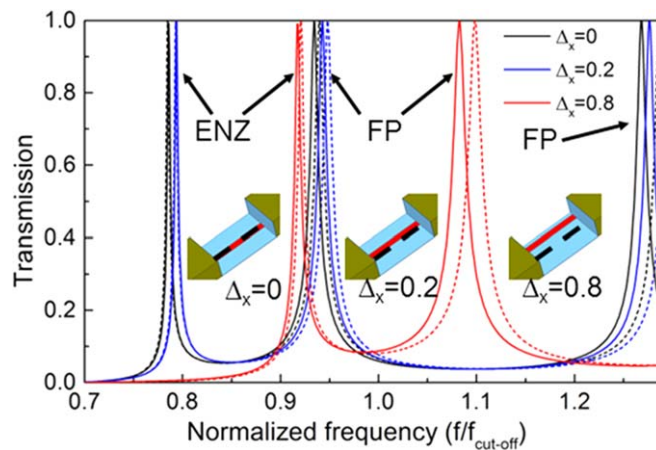 Transmission
1.0
0.8
0.6
0.4
0.2
0.0
ENZ
FP
FP
Δx=0
Δx=0.2
Δx=0.8
Δx=0
Δx=0.2
Δx=0.8
0.7 0.8 0.9 1.0 1.1 1.2
Normalized frequency (f/fcut-off)